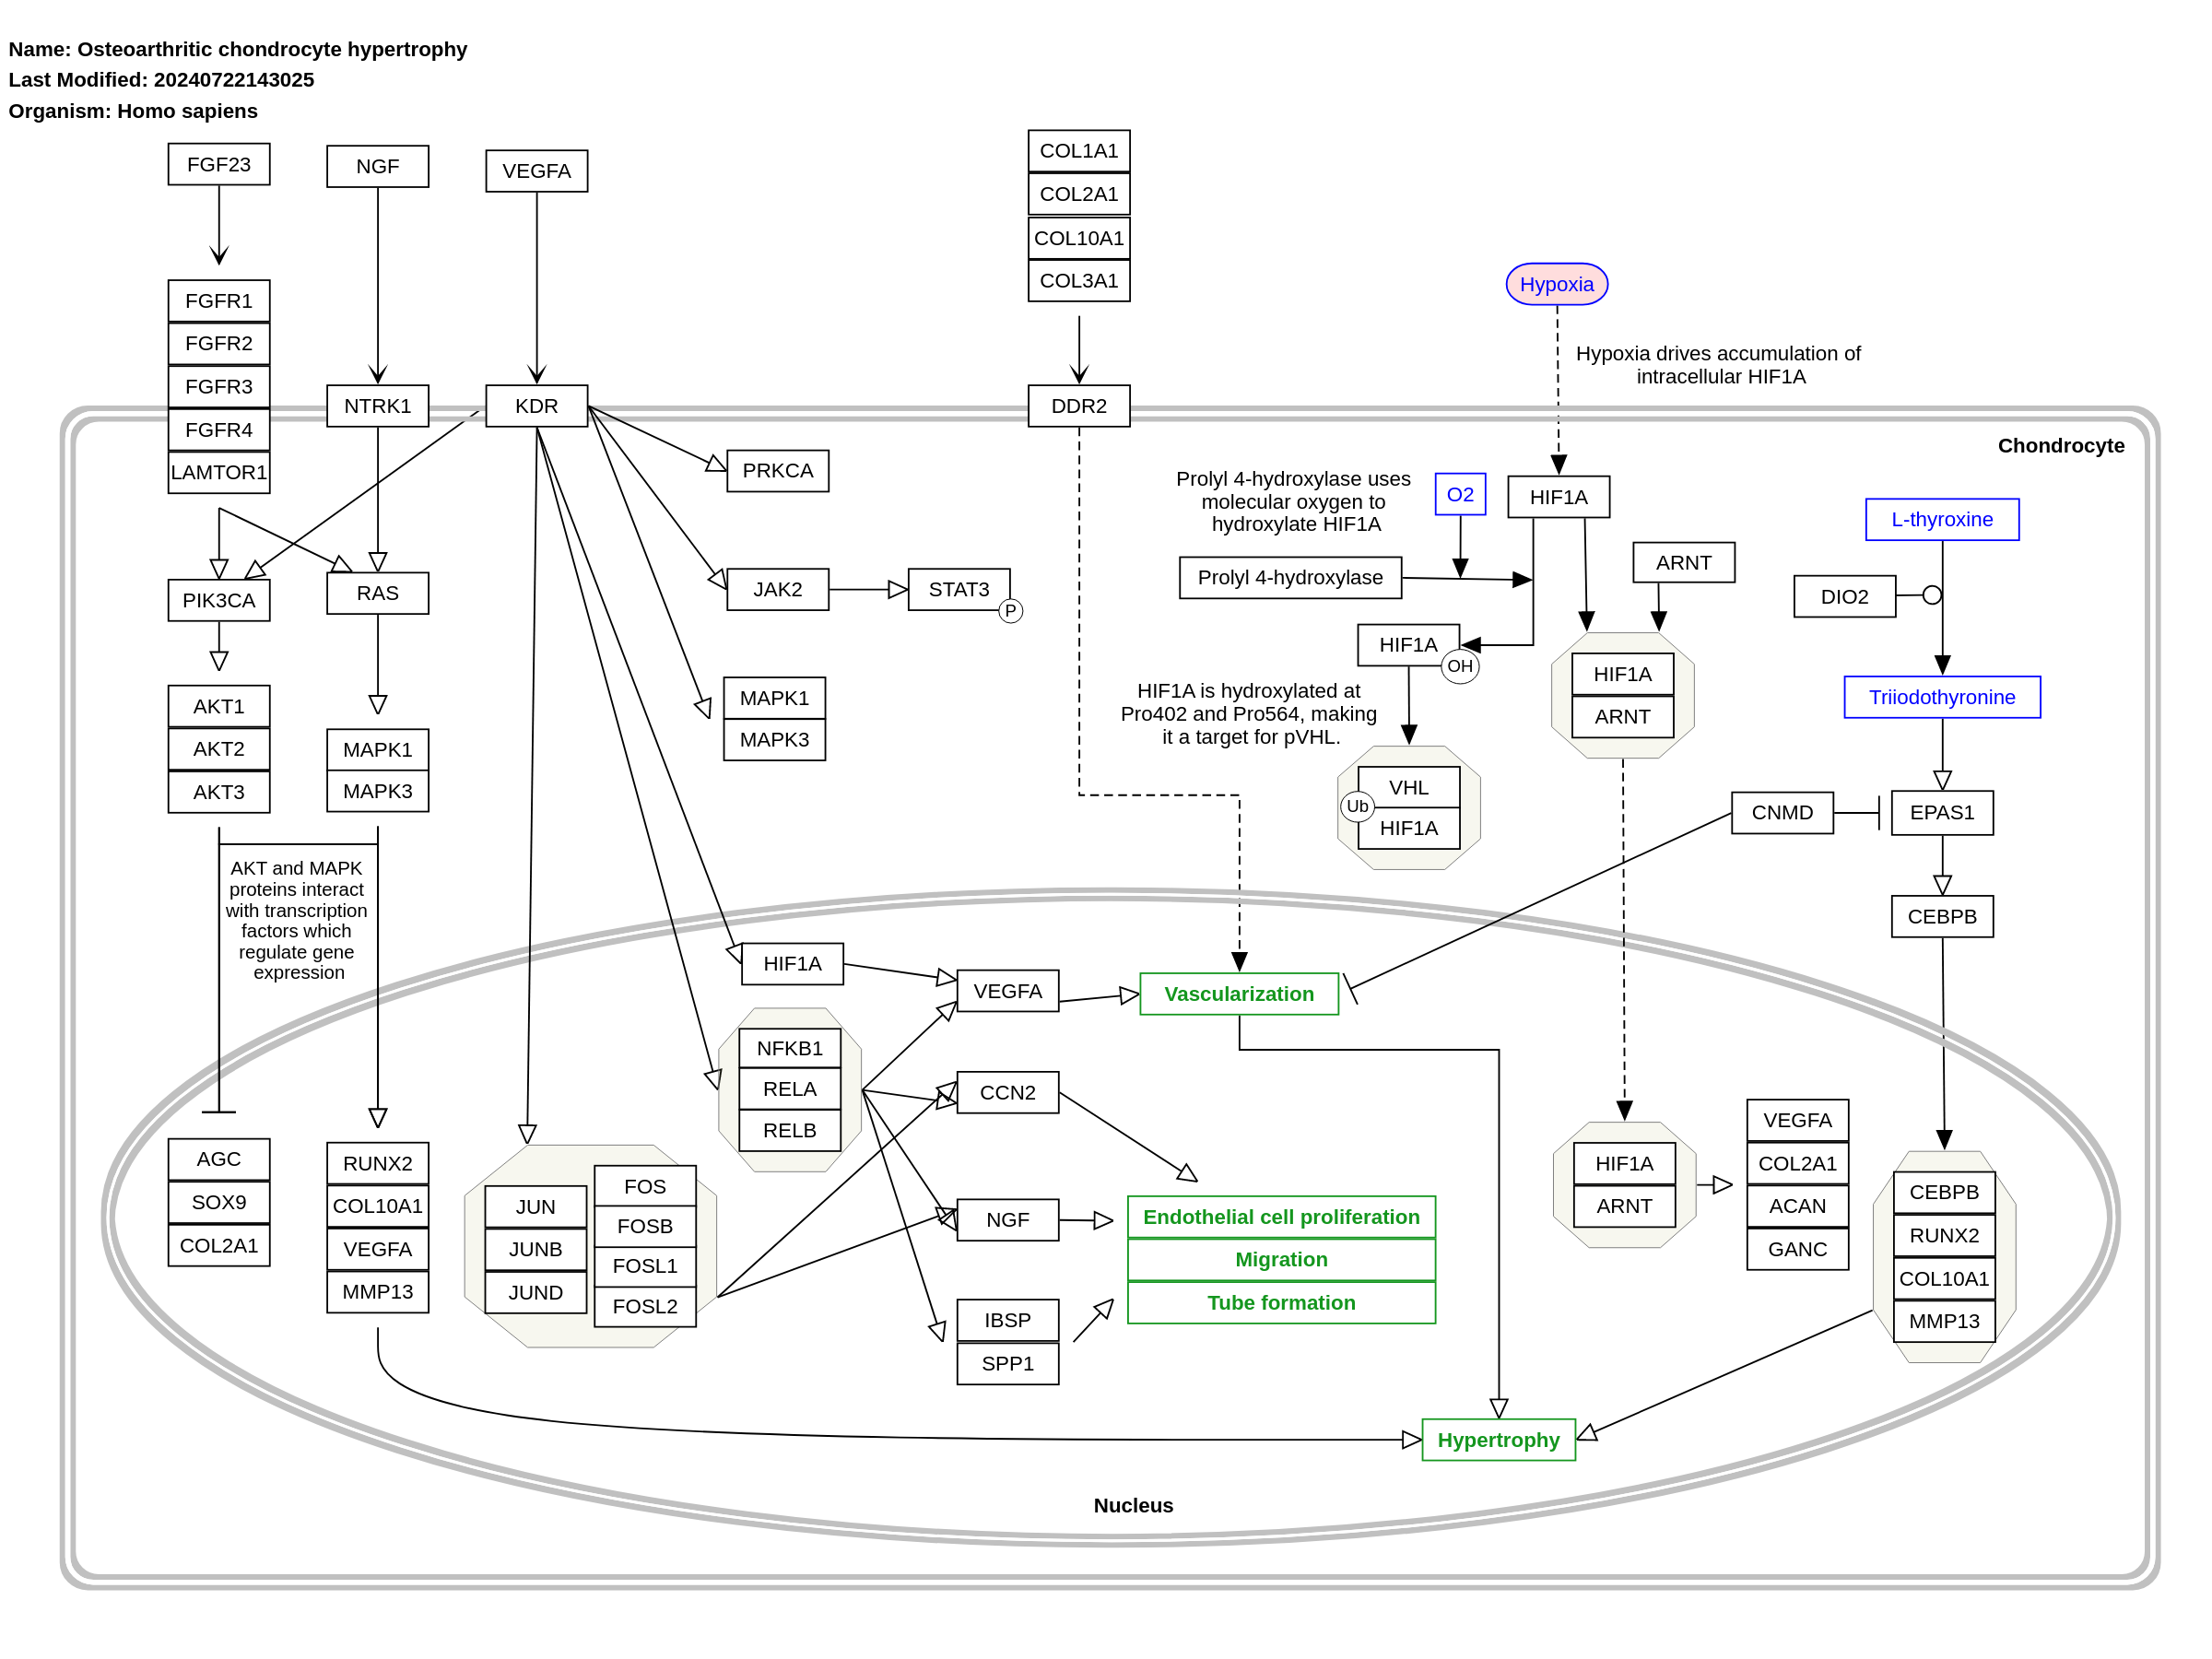 Name: Osteoarthritic chondrocyte hypertrophy
Last Modified: 20240722143025
Organism: Homo sapiens
FGF23
NGF
VEGFA
COL1A1
COL2A1
COL10A1
COL3A1
FGFR1
FGFR2
FGFR3
FGFR4
LAMTOR1
NTRK1
KDR
DDR2
Hypoxia
Hypoxia drives accumulation of
intracellular HIF1A
Chondrocyte
PRKCA
JAK2
STAT3
P
MAPK1
MAPK3
PIK3CA
RAS
AKT1
AKT2
AKT3
MAPK1
MAPK3
AKT and MAPK
proteins interact
with transcription
factors which
regulate gene
expression
Prolyl 4-hydroxylase uses
molecular oxygen to
hydroxylate HIF1A
O2
HIF1A
Prolyl 4-hydroxylase
ARNT
HIF1A
OH
HIF1A
ARNT
HIF1A is hydroxylated at
Pro402 and Pro564, making
it a target for pVHL.
VHL
Ub
HIF1A
L-thyroxine
DIO2
Triiodothyronine
CNMD
EPAS1
CEBPB
HIF1A
VEGFA
Vascularization
NFKB1
RELA
RELB
CCN2
NGF
IBSP
SPP1
AGC
SOX9
COL2A1
RUNX2
COL10A1
VEGFA
MMP13
JUN
JUNB
JUND
FOS
FOSB
FOSL1
FOSL2
Endothelial cell proliferation
Migration
Tube formation
HIF1A
ARNT
VEGFA
COL2A1
ACAN
GANC
CEBPB
RUNX2
COL10A1
MMP13
Hypertrophy
Nucleus